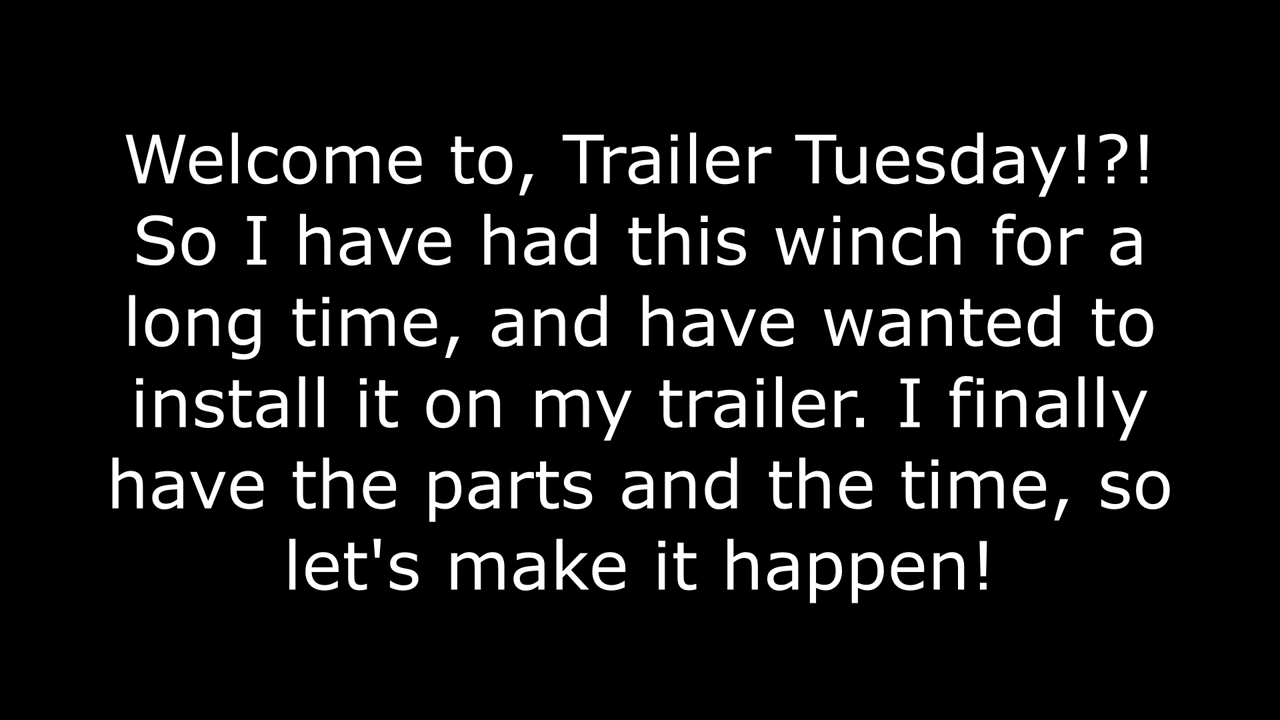 Welcome to, Trailer Tuesday!?!
So I have had this winch for a
long time, and have wanted to
install it on my trailer. I finally
have the parts and the time, so
let's make it happen!